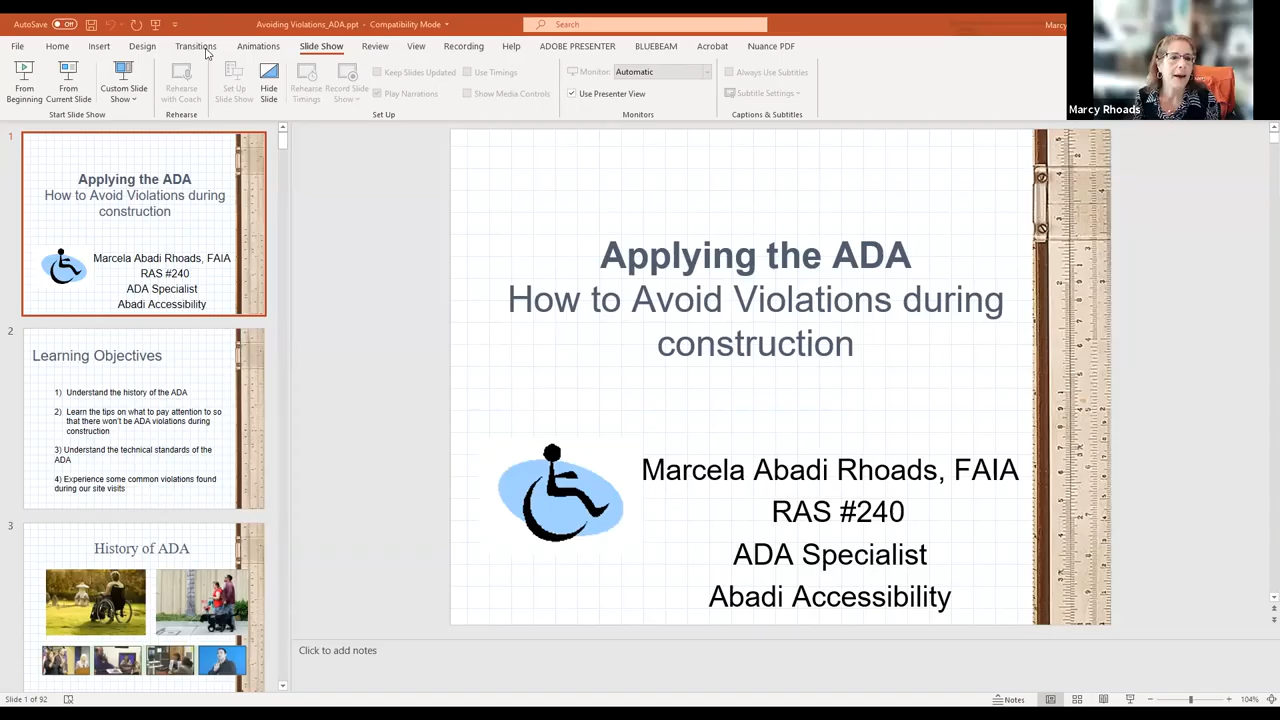 AutoSave Off
Avoiding Violations_ADA.ppt - Compatibility Mode
Search
Marcy
File Home Insert Design Transitions Animations Slide Show Review View Recording Help ADOBE PRESENTER BLUEBEAM Acrobat Nuance PDF
From Beginning
From Current Slide
Custom Slide Show
Rehearse with Coach
Set Up Slide Show
Hide Slide
Rehearse Timings
Record Slide Show
Keep Slides Updated
Play Narrations
Use Timings
Show Media Controls
Monitor: Automatic
Use Presenter View
Always Use Subtitles
Subtitle Settings
Start Slide Show
Rehearse
Set Up
Monitors
Captions & Subtitles
Marcy Rhoads
1
Applying the ADA
How to Avoid Violations during
construction
Marcela Abadi Rhoads, FAIA
RAS #240
ADA Specialist
Abadi Accessibility
2
Learning Objectives
1) Understand the history of the ADA
2) Learn the tips on what to pay attention to so
that there won't be ADA violations during
construction
3) Understand the technical standards of the
ADA
4) Experience some common violations found
during our site visits
3
History of ADA
Applying the ADA
How to Avoid Violations during
construction
Marcela Abadi Rhoads, FAIA
RAS #240
ADA Specialist
Abadi Accessibility
Click to add notes
Slide 1 of 92
Notes
104%